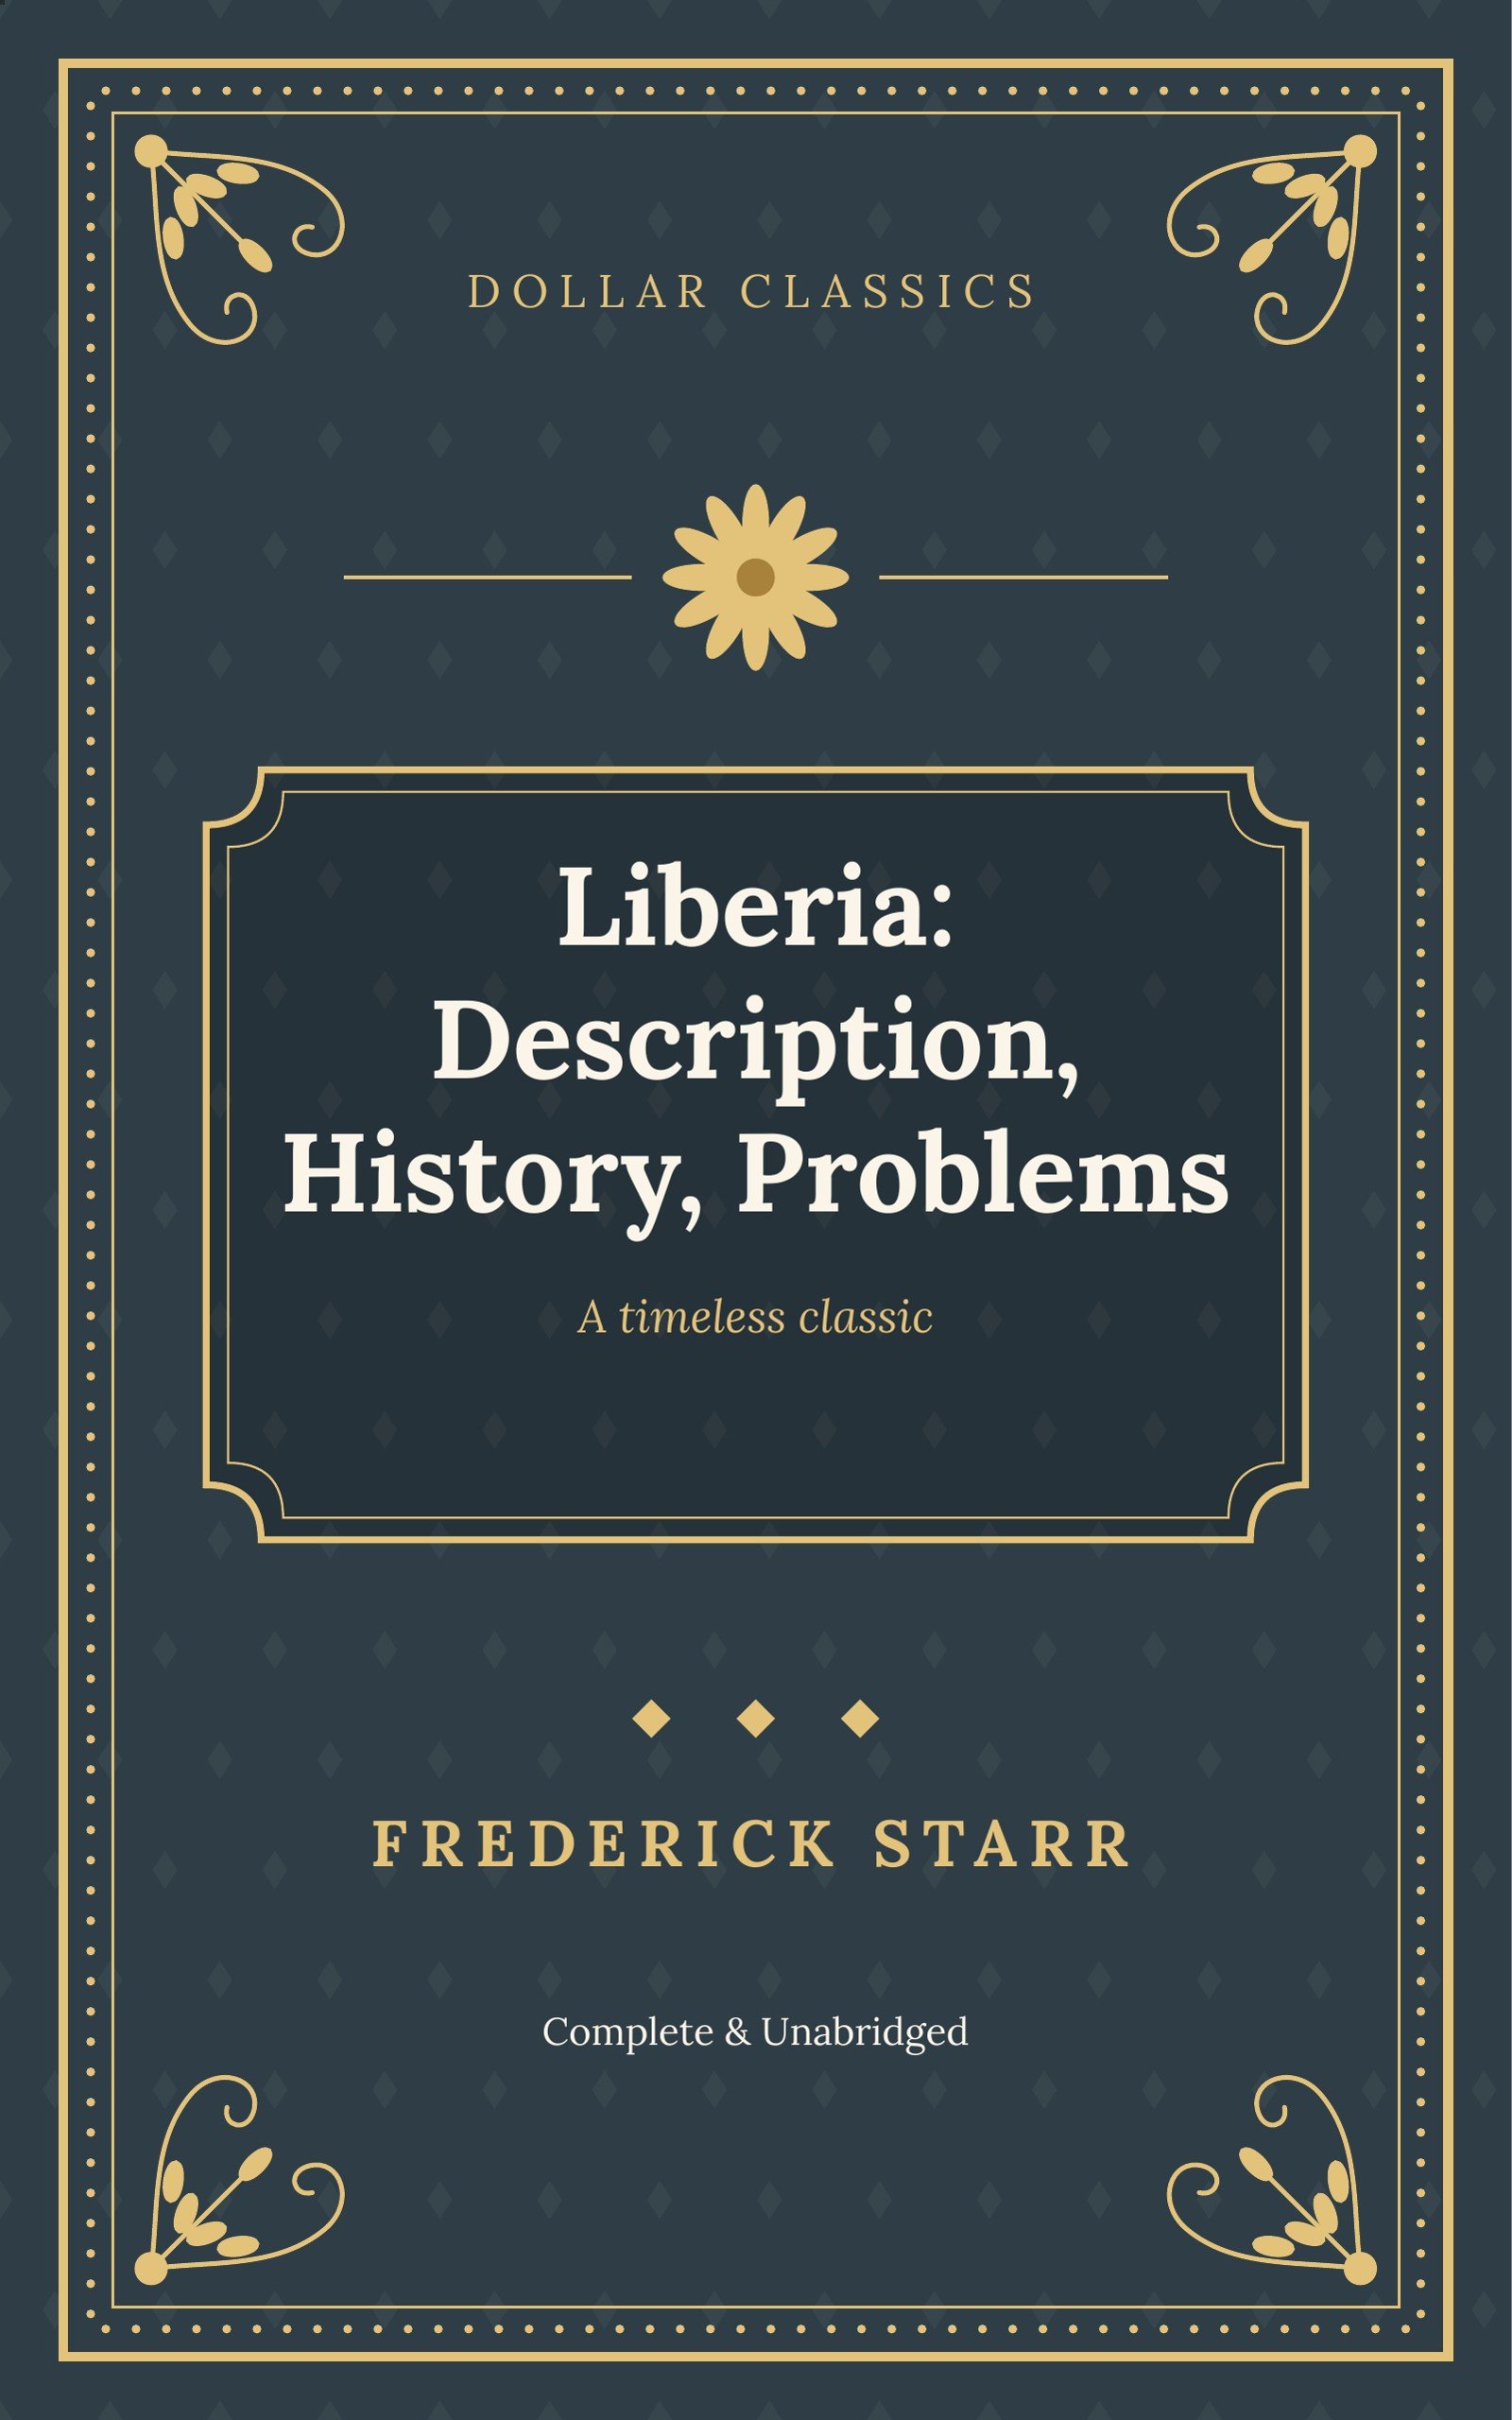 DOLLAR CLASSICS
Liberia:
Description,
History, Problems
A timeless classic
FREDERICK STARR
Complete & Unabridged